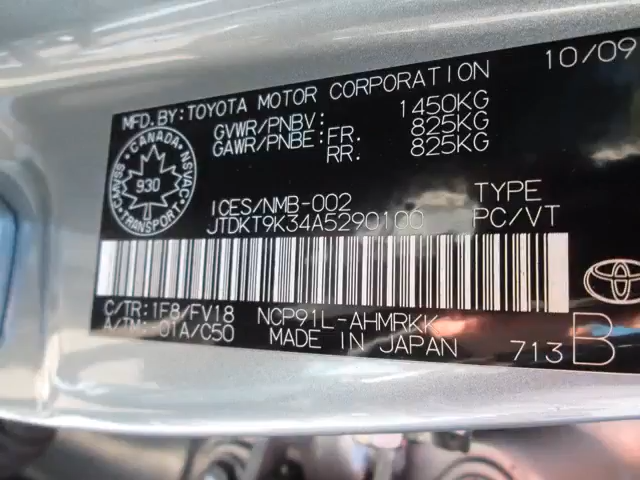 10/09
MFD.BY:TOYOTA MOTOR CORPORATION
GVWR/PNBV: 1450KG
GAWR/PNBE:FR. 825KG
RR. 825KG
CANADA
CMVSS NSVAC
930
TRANSPORT
ICES/NMB-002 TYPE
JTDKT9K34A5290100 PC/VT
C/TR:1F8/FV18 NCP91L-AHMRKK
A/TM:-01A/C50 MADE IN JAPAN 713 B